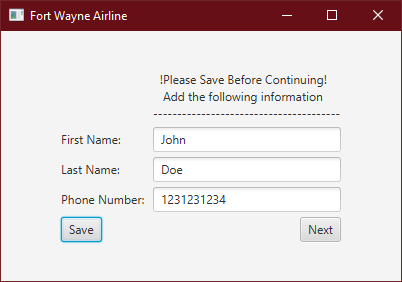 Fort Wayne Airline
!Please Save Before Continuing!
Add the following information
-------------------------------------
First Name: John
Last Name: Doe
Phone Number: 1231231234
Save Next